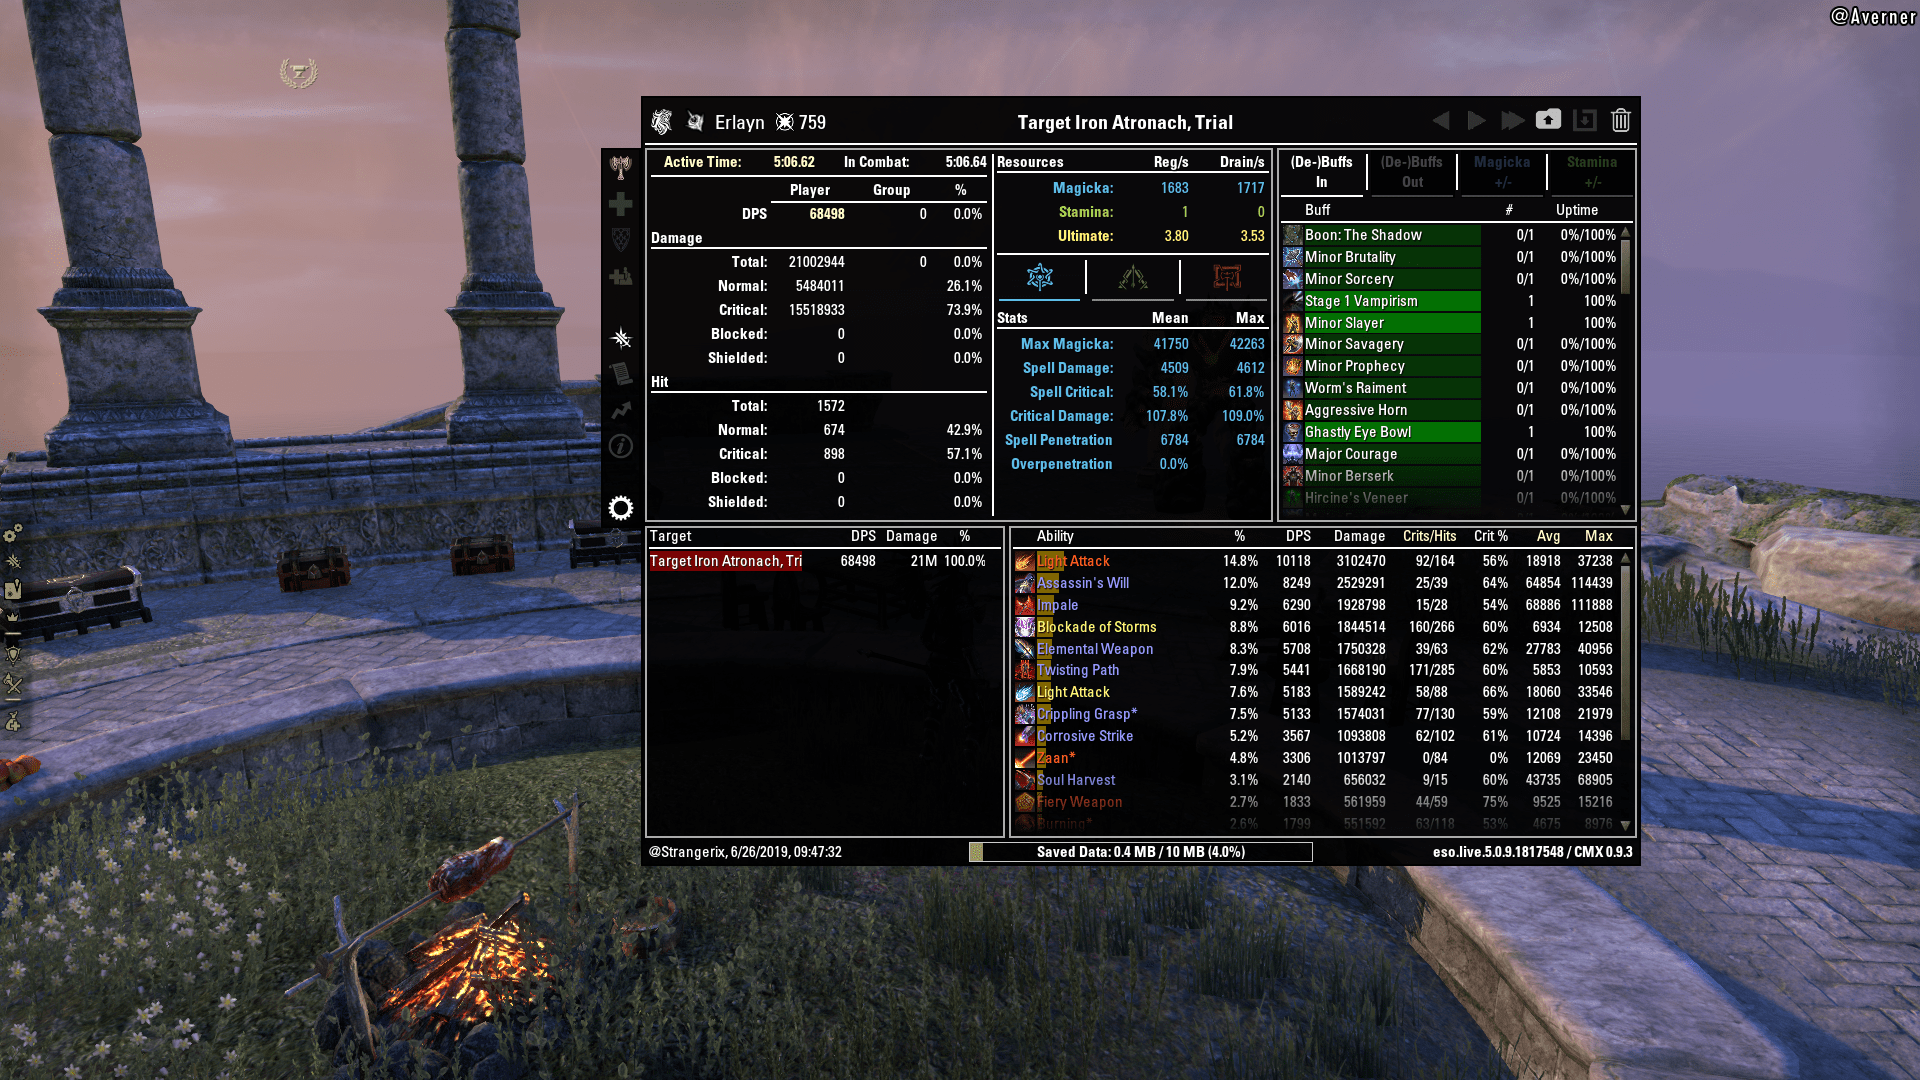 @Averner
Erlayn 759
Target Iron Atronach, Trial
Active Time: 5:06.62 In Combat: 5:06.64
Player Group %
DPS 68498 0 0.0%
Damage
Total: 21002944 0 0.0%
Normal: 5484011 26.1%
Critical: 15518933 73.9%
Blocked: 0 0.0%
Shielded: 0 0.0%
Hit
Total: 1572
Normal: 674 42.9%
Critical: 898 57.1%
Blocked: 0 0.0%
Shielded: 0 0.0%
Resources Reg/s Drain/s
Magicka: 1683 1717
Stamina: 1 0
Ultimate: 3.80 3.53
Stats Mean Max
Max Magicka: 41750 42263
Spell Damage: 4509 4612
Spell Critical: 58.1% 61.8%
Critical Damage: 107.8% 109.0%
Spell Penetration 6784 6784
Overpenetration 0.0%
(De-)Buffs In
(De-)Buffs Out
Magicka +/-
Stamina +/-
Buff # Uptime
Boon: The Shadow 0/1 0%/100%
Minor Brutality 0/1 0%/100%
Minor Sorcery 0/1 0%/100%
Stage 1 Vampirism 1 100%
Minor Slayer 1 100%
Minor Savagery 0/1 0%/100%
Minor Prophecy 0/1 0%/100%
Worm's Raiment 0/1 0%/100%
Aggressive Horn 0/1 0%/100%
Ghastly Eye Bowl 1 100%
Major Courage 0/1 0%/100%
Minor Berserk 0/1 0%/100%
Hircine's Veneer 0/1 0%/100%
Target DPS Damage %
Target Iron Atronach, Tri 68498 21M 100.0%
Ability % DPS Damage Crits/Hits Crit % Avg Max
Light Attack 14.8% 10118 3102470 92/164 56% 18918 37238
Assassin's Will 12.0% 8249 2529291 25/39 64% 64854 114439
Impale 9.2% 6290 1928798 15/28 54% 68886 111888
Blockade of Storms 8.8% 6016 1844514 160/266 60% 6934 12508
Elemental Weapon 8.3% 5708 1750328 39/63 62% 27783 40956
Twisting Path 7.9% 5441 1668190 171/285 60% 5853 10593
Light Attack 7.6% 5183 1589242 58/88 66% 18060 33546
Crippling Grasp* 7.5% 5133 1574031 77/130 59% 12108 21979
Corrosive Strike 5.2% 3567 1093808 62/102 61% 10724 14396
Zaan* 4.8% 3306 1013797 0/84 0% 12069 23450
Soul Harvest 3.1% 2140 656032 9/15 60% 43735 68905
Fiery Weapon 2.7% 1833 561959 44/59 75% 9525 15216
Burning* 2.6% 1799 551592 63/118 53% 4675 8976
@Strangerix, 6/26/2019, 09:47:32
Saved Data: 0.4 MB / 10 MB (4.0%)
eso.live.5.0.9.1817548 / CMX 0.9.3